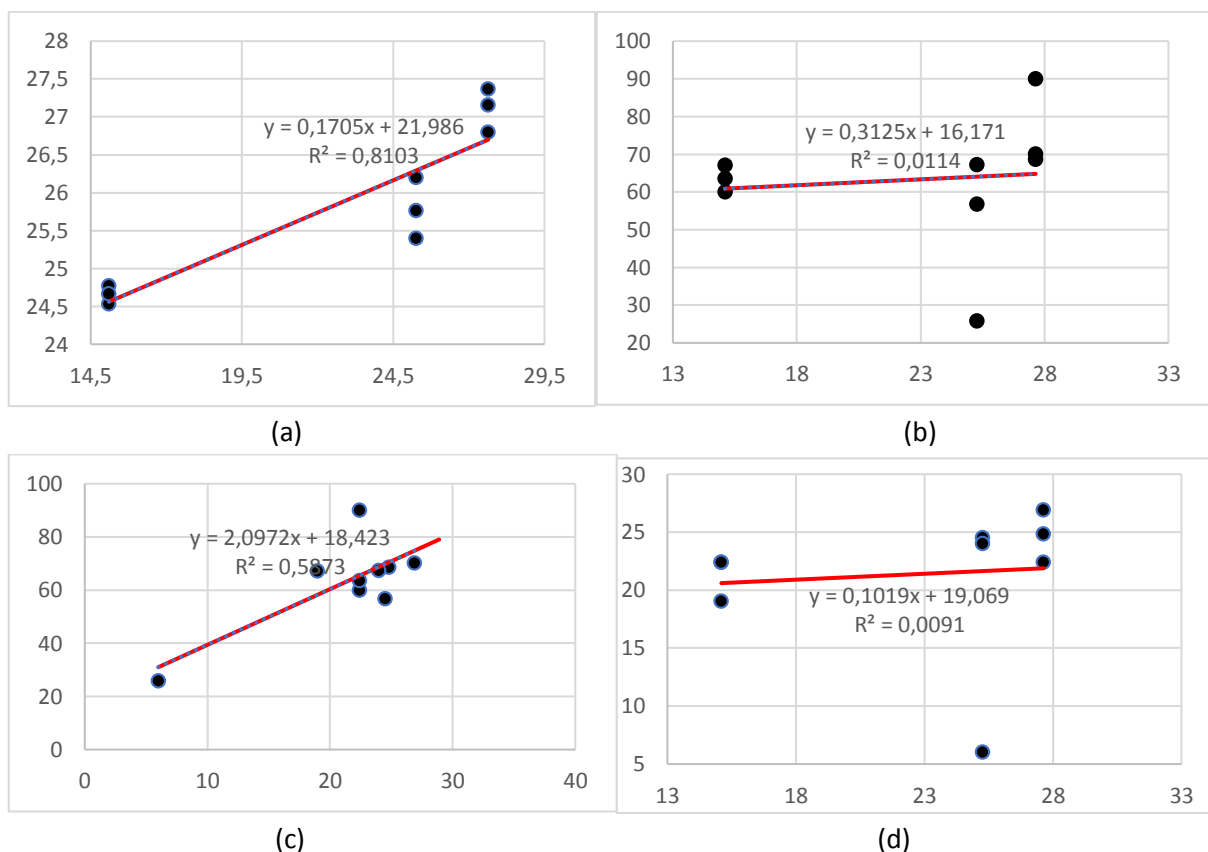 28
27,5
27
26,5
26
25,5
25
24,5
24
14,5 19,5 24,5 29,5
y = 0,1705x + 21,986
R² = 0,8103
(a)
100
90
80
70
60
50
40
30
20
13 18 23 28 33
y = 0,3125x + 16,171
R² = 0,0114
(b)
100
80
60
40
20
0
0 10 20 30 40
y = 2,0972x + 18,423
R² = 0,5873
(c)
30
25
20
15
10
5
13 18 23 28 33
y = 0,1019x + 19,069
R² = 0,0091
(d)